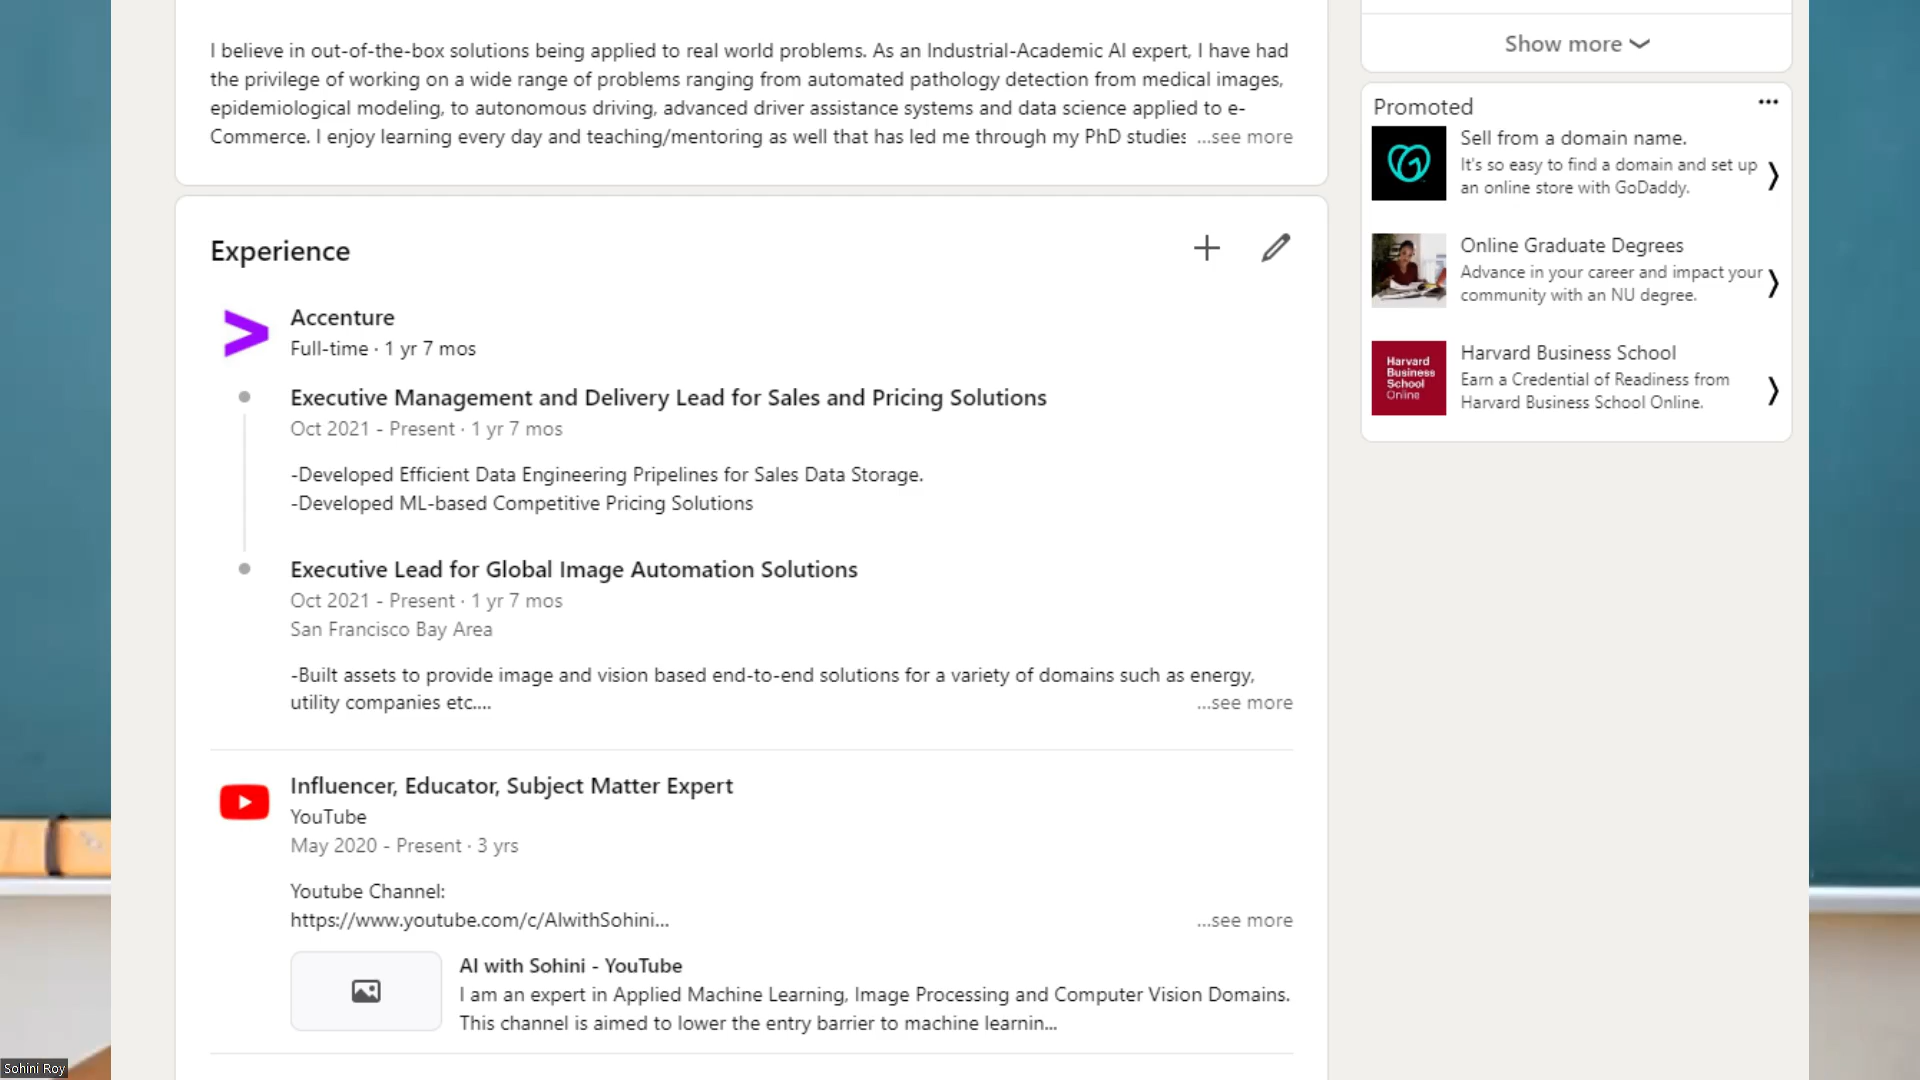 I believe in out-of-the-box solutions being applied to real world problems. As an Industrial-Academic AI expert, I have had
the privilege of working on a wide range of problems ranging from automated pathology detection from medical images,
epidemiological modeling, to autonomous driving, advanced driver assistance systems and data science applied to e-
Commerce. I enjoy learning every day and teaching/mentoring as well that has led me through my PhD studies ...see more
Experience
Accenture
Full-time · 1 yr 7 mos
Executive Management and Delivery Lead for Sales and Pricing Solutions
Oct 2021 - Present · 1 yr 7 mos
-Developed Efficient Data Engineering Pripelines for Sales Data Storage.
-Developed ML-based Competitive Pricing Solutions
Executive Lead for Global Image Automation Solutions
Oct 2021 - Present · 1 yr 7 mos
San Francisco Bay Area
-Built assets to provide image and vision based end-to-end solutions for a variety of domains such as energy,
utility companies etc.... ...see more
Influencer, Educator, Subject Matter Expert
YouTube
May 2020 - Present · 3 yrs
Youtube Channel:
https://www.youtube.com/c/AIwithSohini... ...see more
AI with Sohini - YouTube
I am an expert in Applied Machine Learning, Image Processing and Computer Vision Domains.
This channel is aimed to lower the entry barrier to machine learnin...
Show more
Promoted
Sell from a domain name.
It's so easy to find a domain and set up
an online store with GoDaddy.
Online Graduate Degrees
Advance in your career and impact your
community with an NU degree.
Harvard
Business
School
Online
Harvard Business School
Earn a Credential of Readiness from
Harvard Business School Online.
Sohini Roy